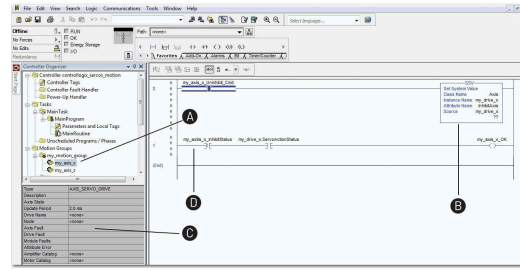 File Edit View Search Logic Communications Tools Window Help
Select language...
Offline
No Forces
No Edits
Redundancy
RUN
OK
Energy Storage
I/O
Path: <none>
Favorites Add-On Alarms Bit Timer/Counter
Controller Organizer
Start Page
Controller controllogix_sercos_motion
Controller Tags
Controller Fault Handler
Power-Up Handler
Tasks
MainTask
MainProgram
Parameters and Local Tags
MainRoutine
Unscheduled Programs / Phases
Motion Groups
my_motion_group
my_axis_x
my_axis_z
Type AXIS_SERVO_DRIVE
Description
Axis State
Update Period 2.0 ms
Drive Name <none>
Node <none>
Axis Fault
Drive Fault
Module Faults
Attribute Error
Amplifier Catalog <none>
Motor Catalog <none>
0
SSV
Set System Value
Class Name Axis
Instance Name my_drive_x
Attribute Name InhibitAxis
Source my_drive_x
??
1
my_axis_x_InhibitStatus my_drive_x.ServoActionStatus my_axis_x_OK
(End)
A
B
C
D